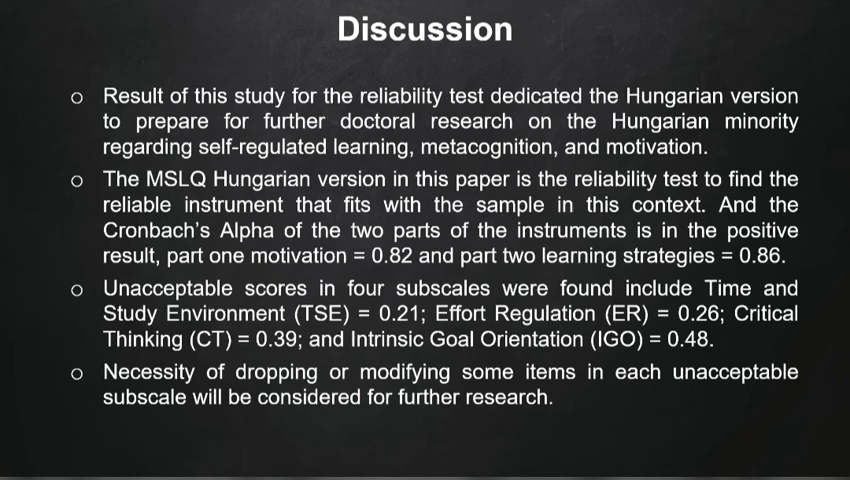 Discussion
Result of this study for the reliability test dedicated the Hungarian version
to prepare for further doctoral research on the Hungarian minority
regarding self-regulated learning, metacognition, and motivation.
The MSLQ Hungarian version in this paper is the reliability test to find the
reliable instrument that fits with the sample in this context. And the
Cronbach's Alpha of the two parts of the instruments is in the positive
result, part one motivation = 0.82 and part two learning strategies = 0.86.
Unacceptable scores in four subscales were found include Time and
Study Environment (TSE) = 0.21; Effort Regulation (ER) = 0.26; Critical
Thinking (CT) = 0.39; and Intrinsic Goal Orientation (IGO) = 0.48.
Necessity of dropping or modifying some items in each unacceptable
subscale will be considered for further research.